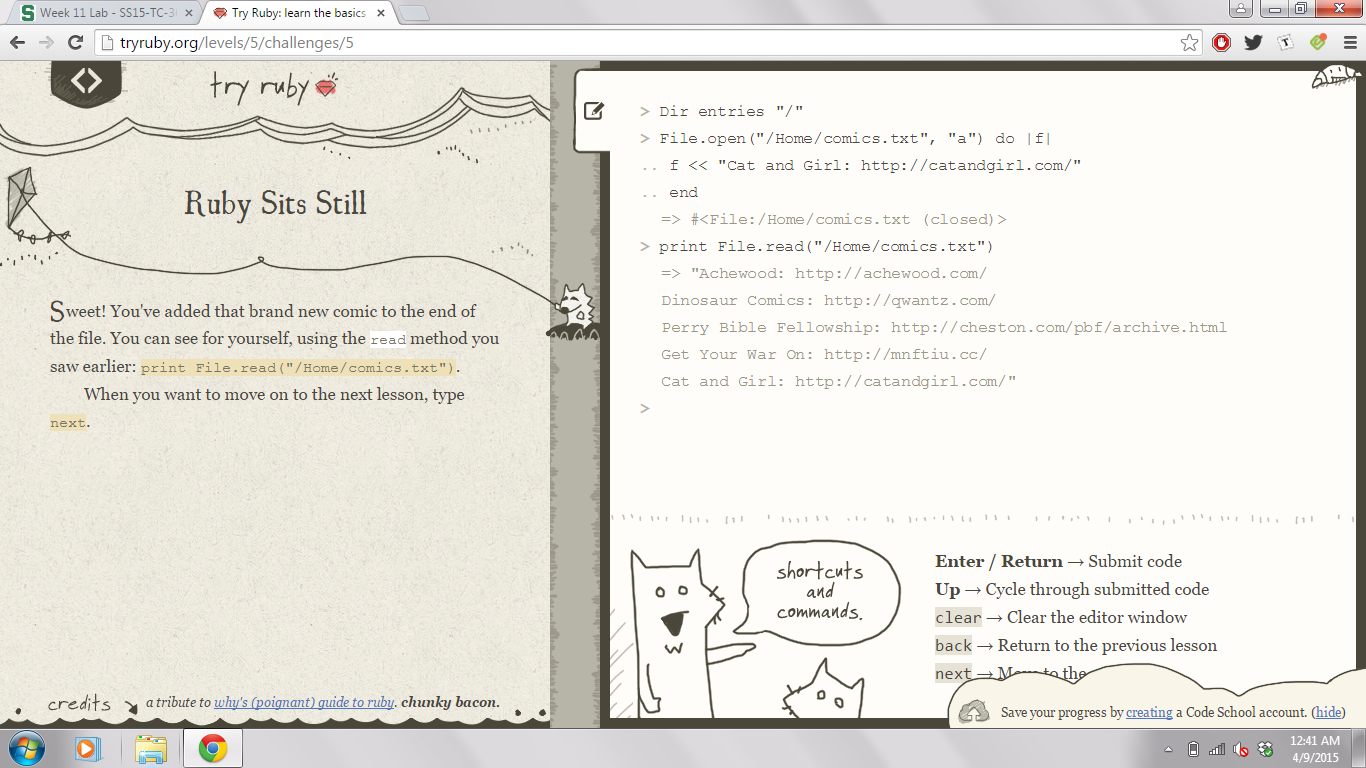 Week 11 Lab - SS15-TC-3
Try Ruby: learn the basics
tryruby.org/levels/5/challenges/5
try ruby
Ruby Sits Still
Sweet! You've added that brand new comic to the end of
the file. You can see for yourself, using the read method you
saw earlier: print File.read("/Home/comics.txt").
When you want to move on to the next lesson, type
next.
credits
a tribute to why's (poignant) guide to ruby. chunky bacon.
> Dir entries "/"
> File.open("/Home/comics.txt", "a") do |f|
.. f << "Cat and Girl: http://catandgirl.com/"
.. end
=> #<File:/Home/comics.txt (closed)>
> print File.read("/Home/comics.txt")
=> "Achewood: http://achewood.com/
Dinosaur Comics: http://qwantz.com/
Perry Bible Fellowship: http://cheston.com/pbf/archive.html
Get Your War On: http://mnftiu.cc/
Cat and Girl: http://catandgirl.com/"
>
shortcuts
and
commands.
Enter / Return → Submit code
Up → Cycle through submitted code
clear → Clear the editor window
back → Return to the previous lesson
next → Move to the
Save your progress by creating a Code School account. (hide)
12:41 AM
4/9/2015